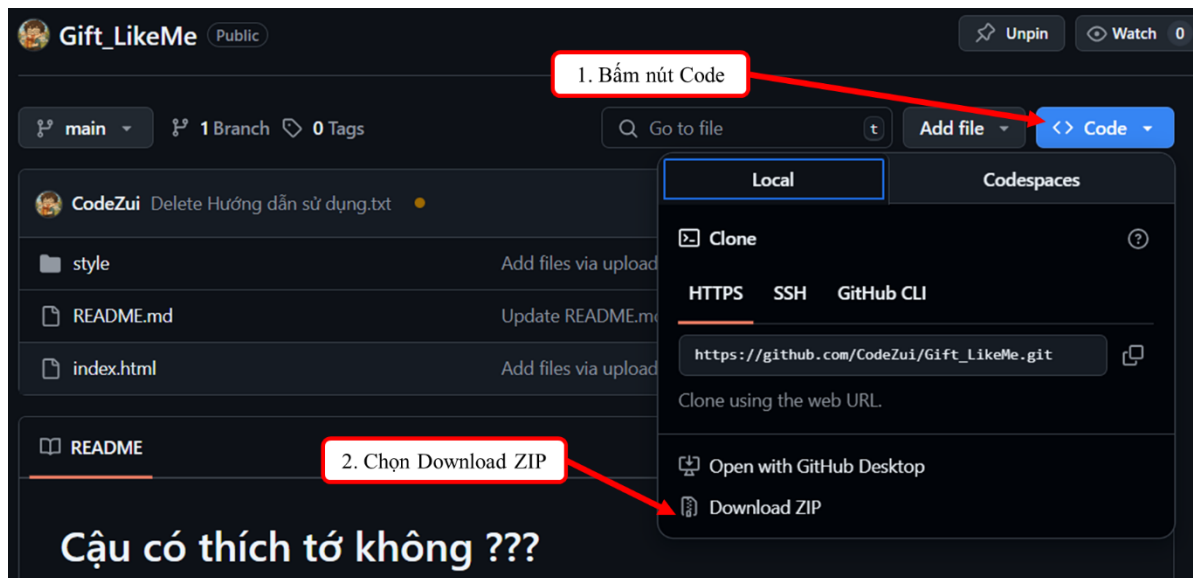 Gift_LikeMe Public
Unpin
Watch 0
1. Bấm nút Code
main
1 Branch
0 Tags
Go to file
t
Add file
<> Code
Local
Codespaces
CodeZui Delete Hướng dẫn sử dụng.txt
Clone
?
style
Add files via upload
HTTPS
SSH
GitHub CLI
README.md
Update README.md
https://github.com/CodeZui/Gift_LikeMe.git
index.html
Add files via upload
Clone using the web URL.
README
2. Chọn Download ZIP
Open with GitHub Desktop
Download ZIP
Cậu có thích tớ không ???